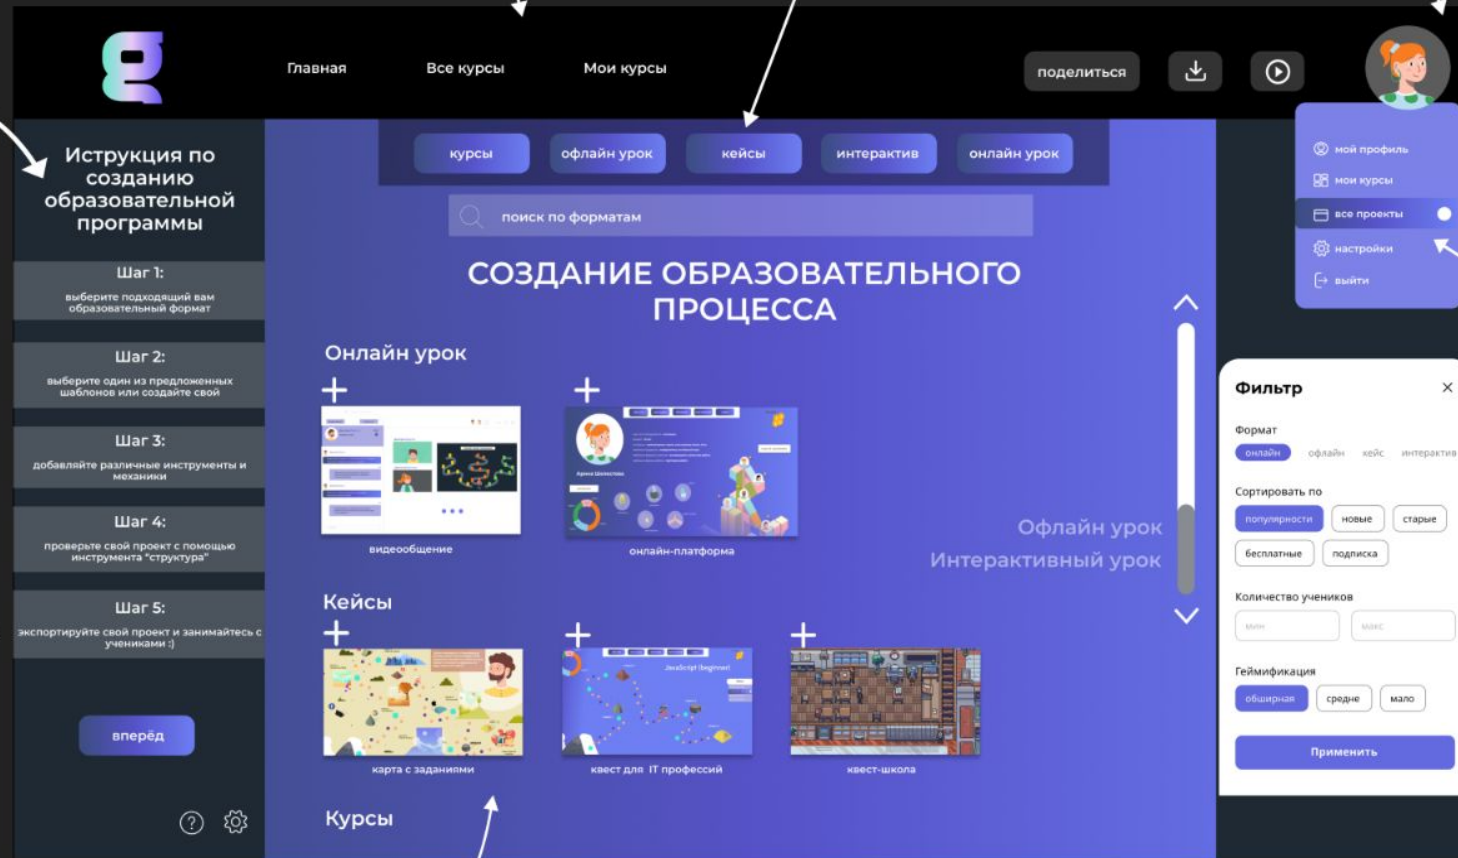 Главная
Все курсы
Мои курсы
поделиться
Иструкция по
созданию
образовательной
программы
Шаг 1:
выберите подходящий вам
образовательный формат
Шаг 2:
выберите один из предложенных
шаблонов или создайте свой
Шаг 3:
добавляйте различные инструменты и
механики
Шаг 4:
проверьте свой проект с помощью
инструмента "структура"
Шаг 5:
экспортируйте свой проект и занимайтесь с
учениками :)
вперёд
курсы
офлайн урок
кейсы
интерактив
онлайн урок
поиск по форматам
СОЗДАНИЕ ОБРАЗОВАТЕЛЬНОГО
ПРОЦЕССА
Онлайн урок
видеообщение
онлайн-платформа
Офлайн урок
Интерактивный урок
Кейсы
JavaScript (beginner)
карта с заданиями
квест для IT профессий
квест-школа
Курсы
мой профиль
мои курсы
все проекты
настройки
выйти
Фильтр
Формат
онлайн
офлайн
кейс
интерактив
Сортировать по
популярности
новые
старые
бесплатные
подписка
Количество учеников
мин
макс
Геймификация
обширная
средне
мало
Применить